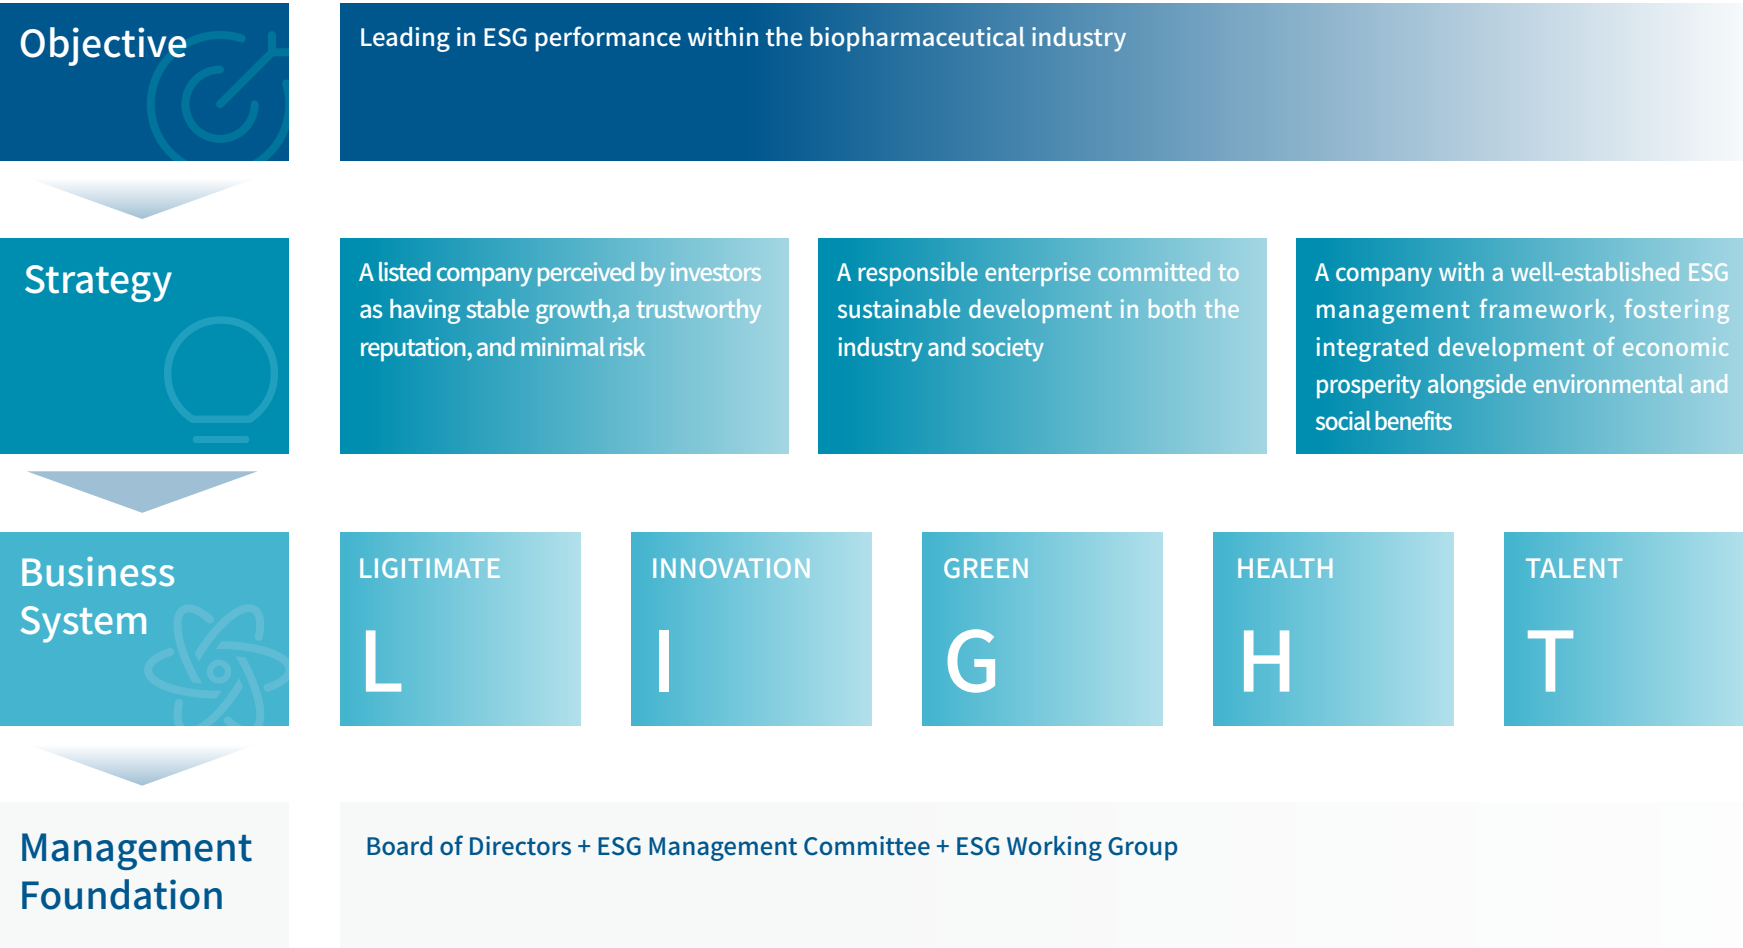 Objective
Leading in ESG performance within the biopharmaceutical industry
Strategy
A listed company perceived by investors
as having stable growth,a trustworthy
reputation, and minimal risk
A responsible enterprise committed to
sustainable development in both the
industry and society
A company with a well-established ESG
management framework, fostering
integrated development of economic
prosperity alongside environmental and
social benefits
Business
System
LIGITIMATE
L
INNOVATION
I
GREEN
G
HEALTH
H
TALENT
T
Management
Foundation
Board of Directors + ESG Management Committee + ESG Working Group